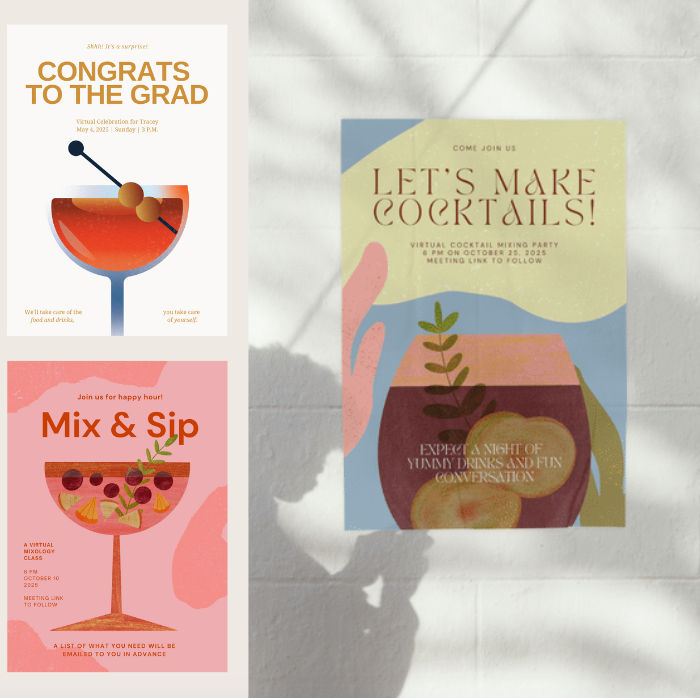 Shhh! It's a surprise!
CONGRATS
TO THE GRAD
Virtual Celebration for Tracey
May 4, 2025 | Sunday | 3 P.M.
We'll take care of the
food and drinks,
you take care
of yourself.
Join us for happy hour!
Mix & Sip
A VIRTUAL
MIXOLOGY
CLASS
6 PM
OCTOBER 10
2025
MEETING LINK
TO FOLLOW
A LIST OF WHAT YOU NEED WILL BE
EMAILED TO YOU IN ADVANCE
COME JOIN US
LET'S MAKE
COCKTAILS!
VIRTUAL COCKTAIL MIXING PARTY
6 PM ON OCTOBER 25, 2025
MEETING LINK TO FOLLOW
EXPECT A NIGHT OF
YUMMY DRINKS AND FUN
CONVERSATION